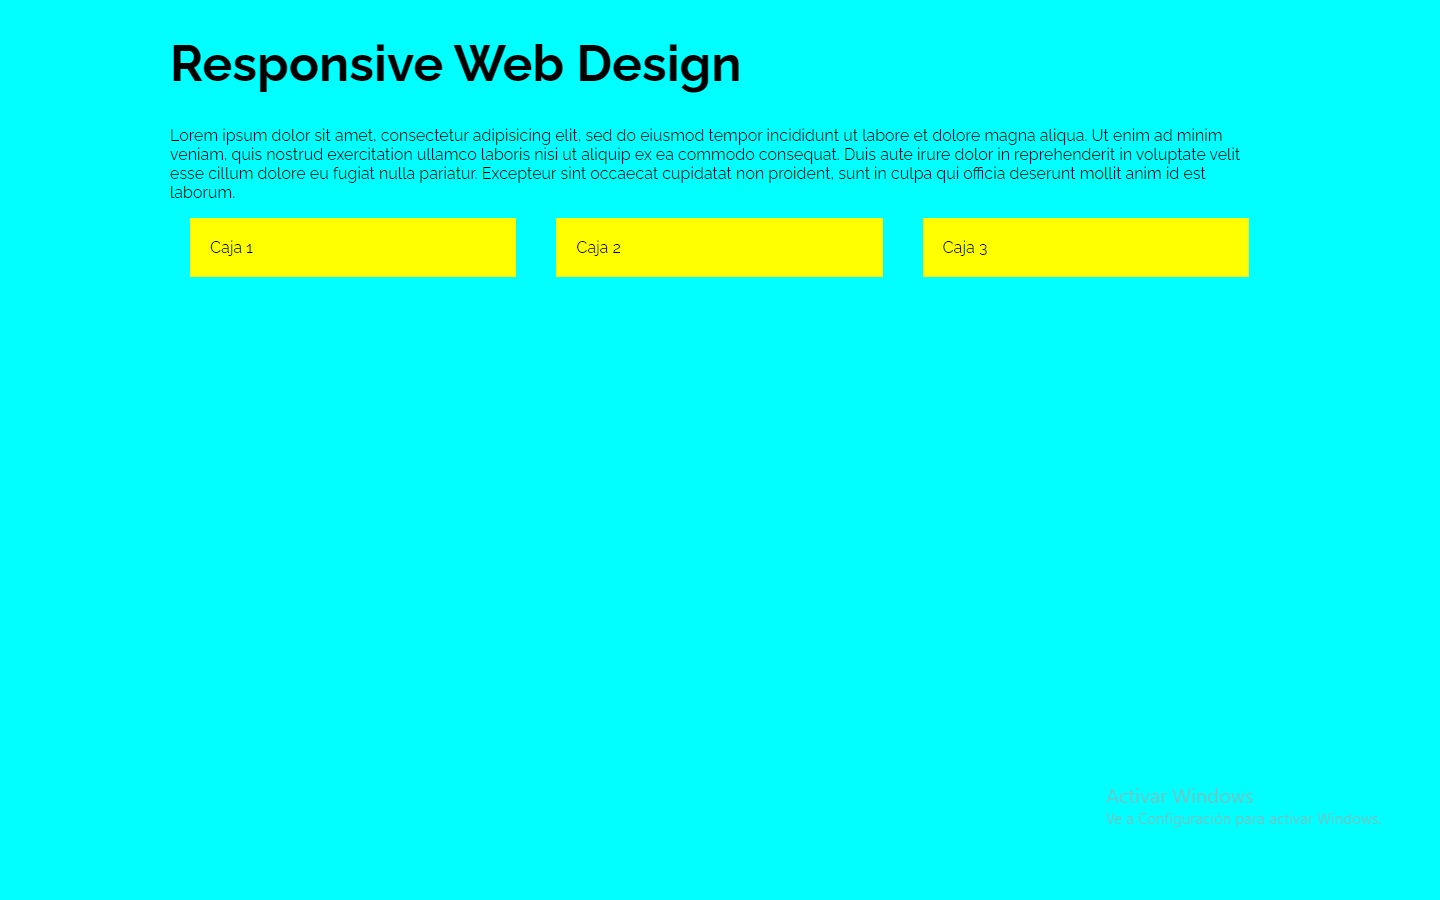 Responsive Web Design
Lorem ipsum dolor sit amet, consectetur adipisicing elit, sed do eiusmod tempor incididunt ut labore et dolore magna aliqua. Ut enim ad minim
veniam, quis nostrud exercitation ullamco laboris nisi ut aliquip ex ea commodo consequat. Duis aute irure dolor in reprehenderit in voluptate velit
esse cillum dolore eu fugiat nulla pariatur. Excepteur sint occaecat cupidatat non proident, sunt in culpa qui officia deserunt mollit anim id est
laborum.
Caja 1
Caja 2
Caja 3
Activar Windows
Ve a Configuración para activar Windows.